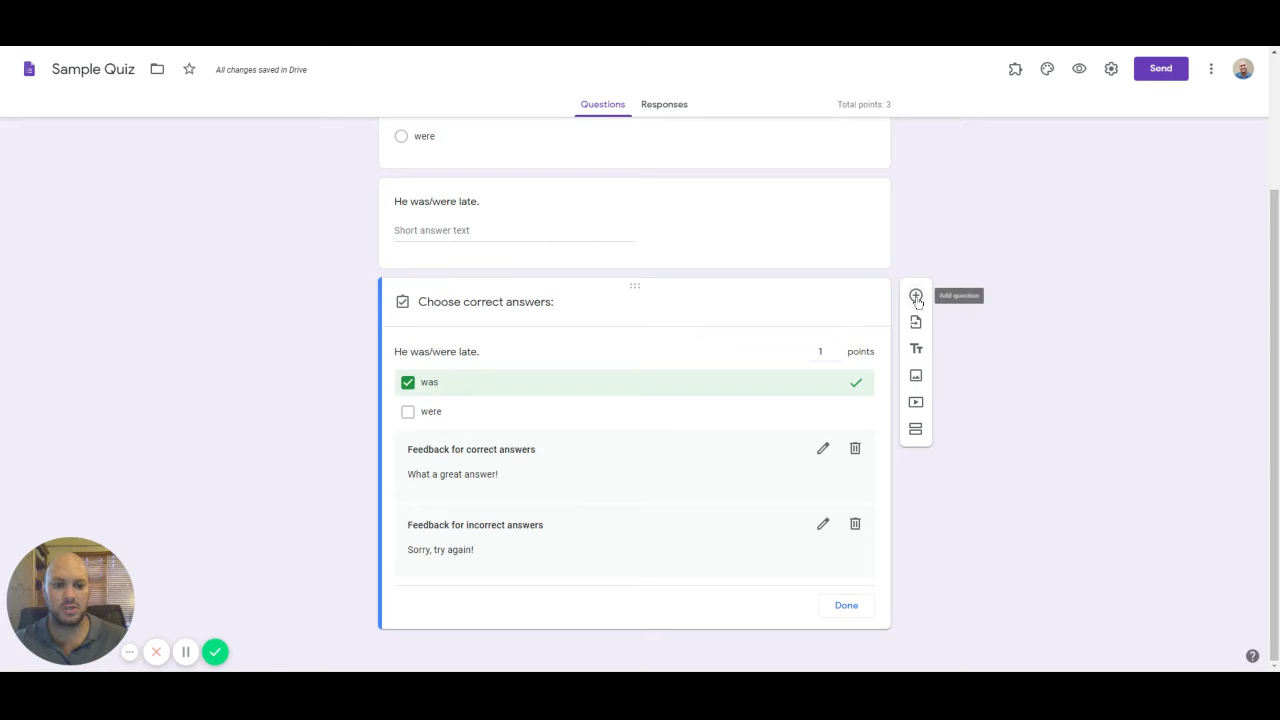 Sample Quiz
All changes saved in Drive
Send
Questions
Responses
Total points: 3
were
He was/were late.
Short answer text
Choose correct answers:
Add question
He was/were late.
1 points
was
were
Feedback for correct answers
What a great answer!
Feedback for incorrect answers
Sorry, try again!
Done